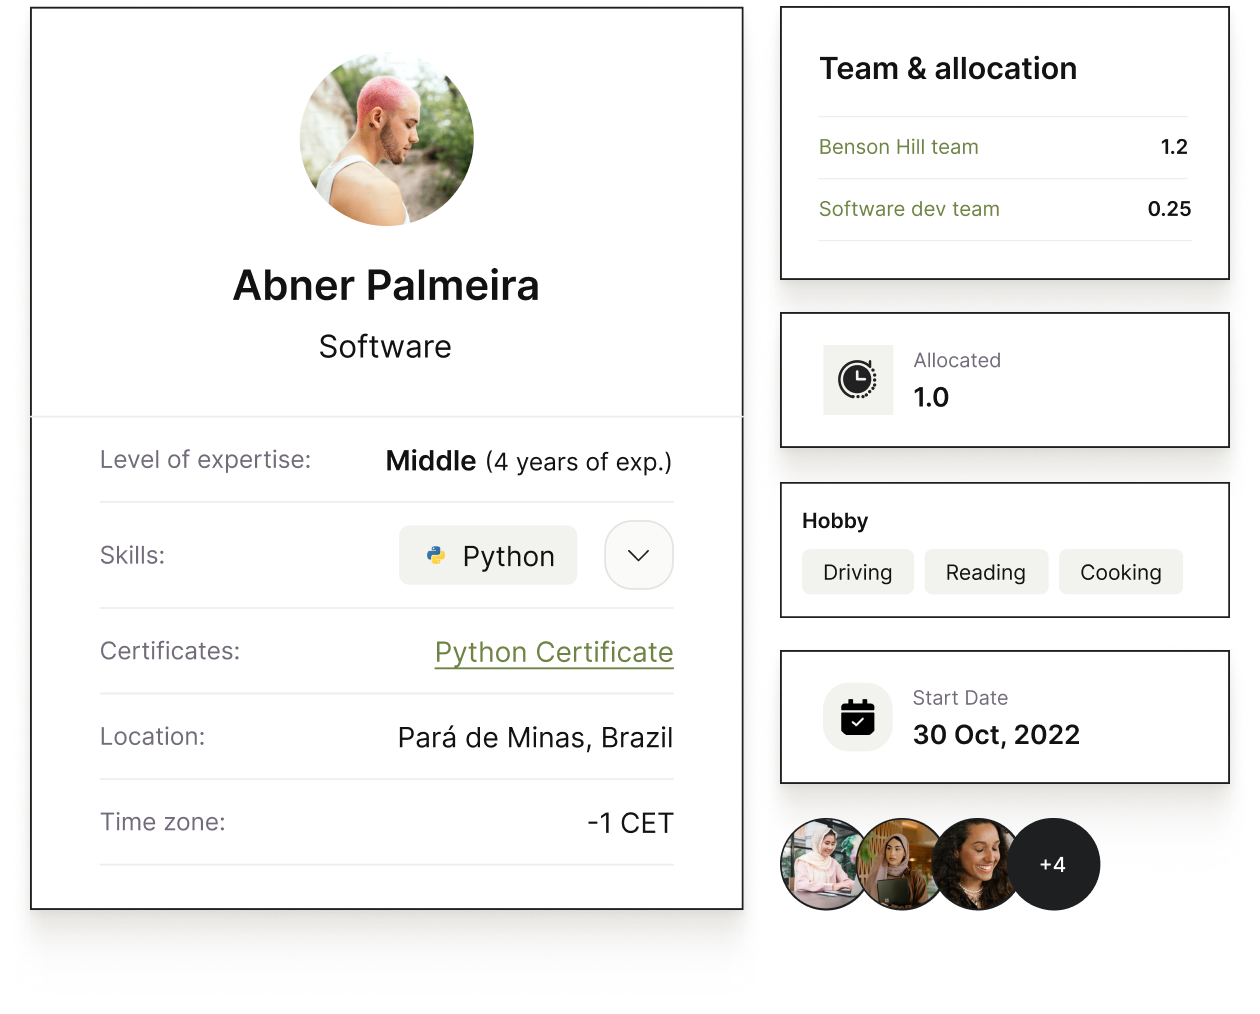 Abner Palmeira
Software
Level of expertise: Middle (4 years of exp.)
Skills: Python
Certificates: Python Certificate
Location: Pará de Minas, Brazil
Time zone: -1 CET
Team & allocation
Benson Hill team 1.2
Software dev team 0.25
Allocated
1.0
Hobby
Driving Reading Cooking
Start Date
30 Oct, 2022
+4